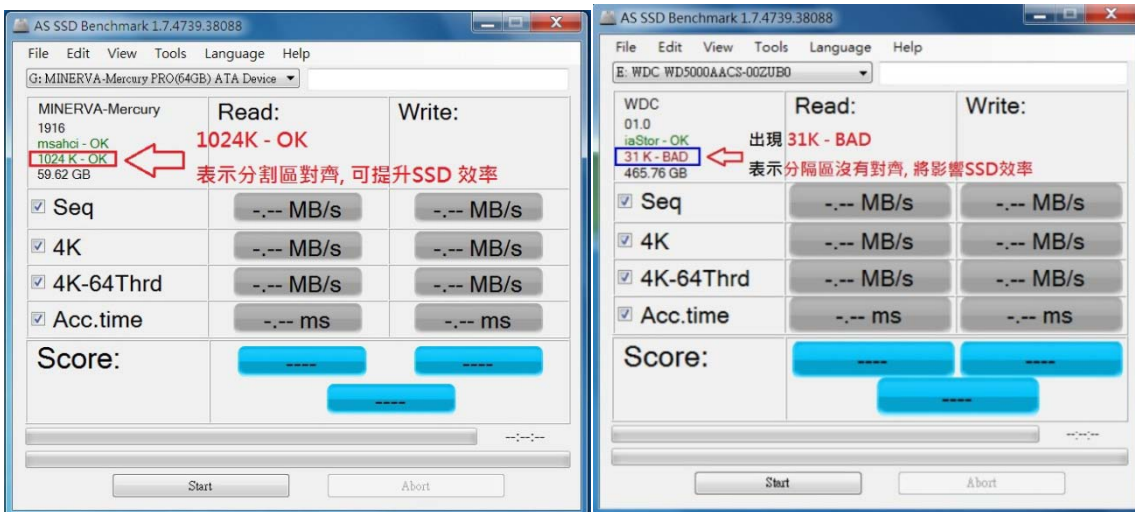 AS SSD Benchmark 1.7.4739.38088
File Edit View Tools Language Help
G: MINERVA-Mercury PRO(64GB) ATA Device
MINERVA-Mercury
1916
msahci - OK
1024 K - OK
59.62 GB
Read:
Write:
1024K - OK
表示分割區對齊, 可提升SSD 效率
Seq
-.-- MB/s
-.-- MB/s
4K
-.-- MB/s
-.-- MB/s
4K-64Thrd
-.-- MB/s
-.-- MB/s
Acc.time
-.-- ms
-.-- ms
Score:
----
----
----
--:--:--
Start
Abort
AS SSD Benchmark 1.7.4739.38088
File Edit View Tools Language Help
E: WDC WD5000AACS-00ZUB0
WDC
01.0
iaStor - OK
31 K - BAD
465.76 GB
Read:
Write:
出現 31K - BAD
表示分隔區沒有對齊, 將影響SSD效率
Seq
-.-- MB/s
-.-- MB/s
4K
-.-- MB/s
-.-- MB/s
4K-64Thrd
-.-- MB/s
-.-- MB/s
Acc.time
-.-- ms
-.-- ms
Score:
----
----
----
--:--:--
Start
Abort